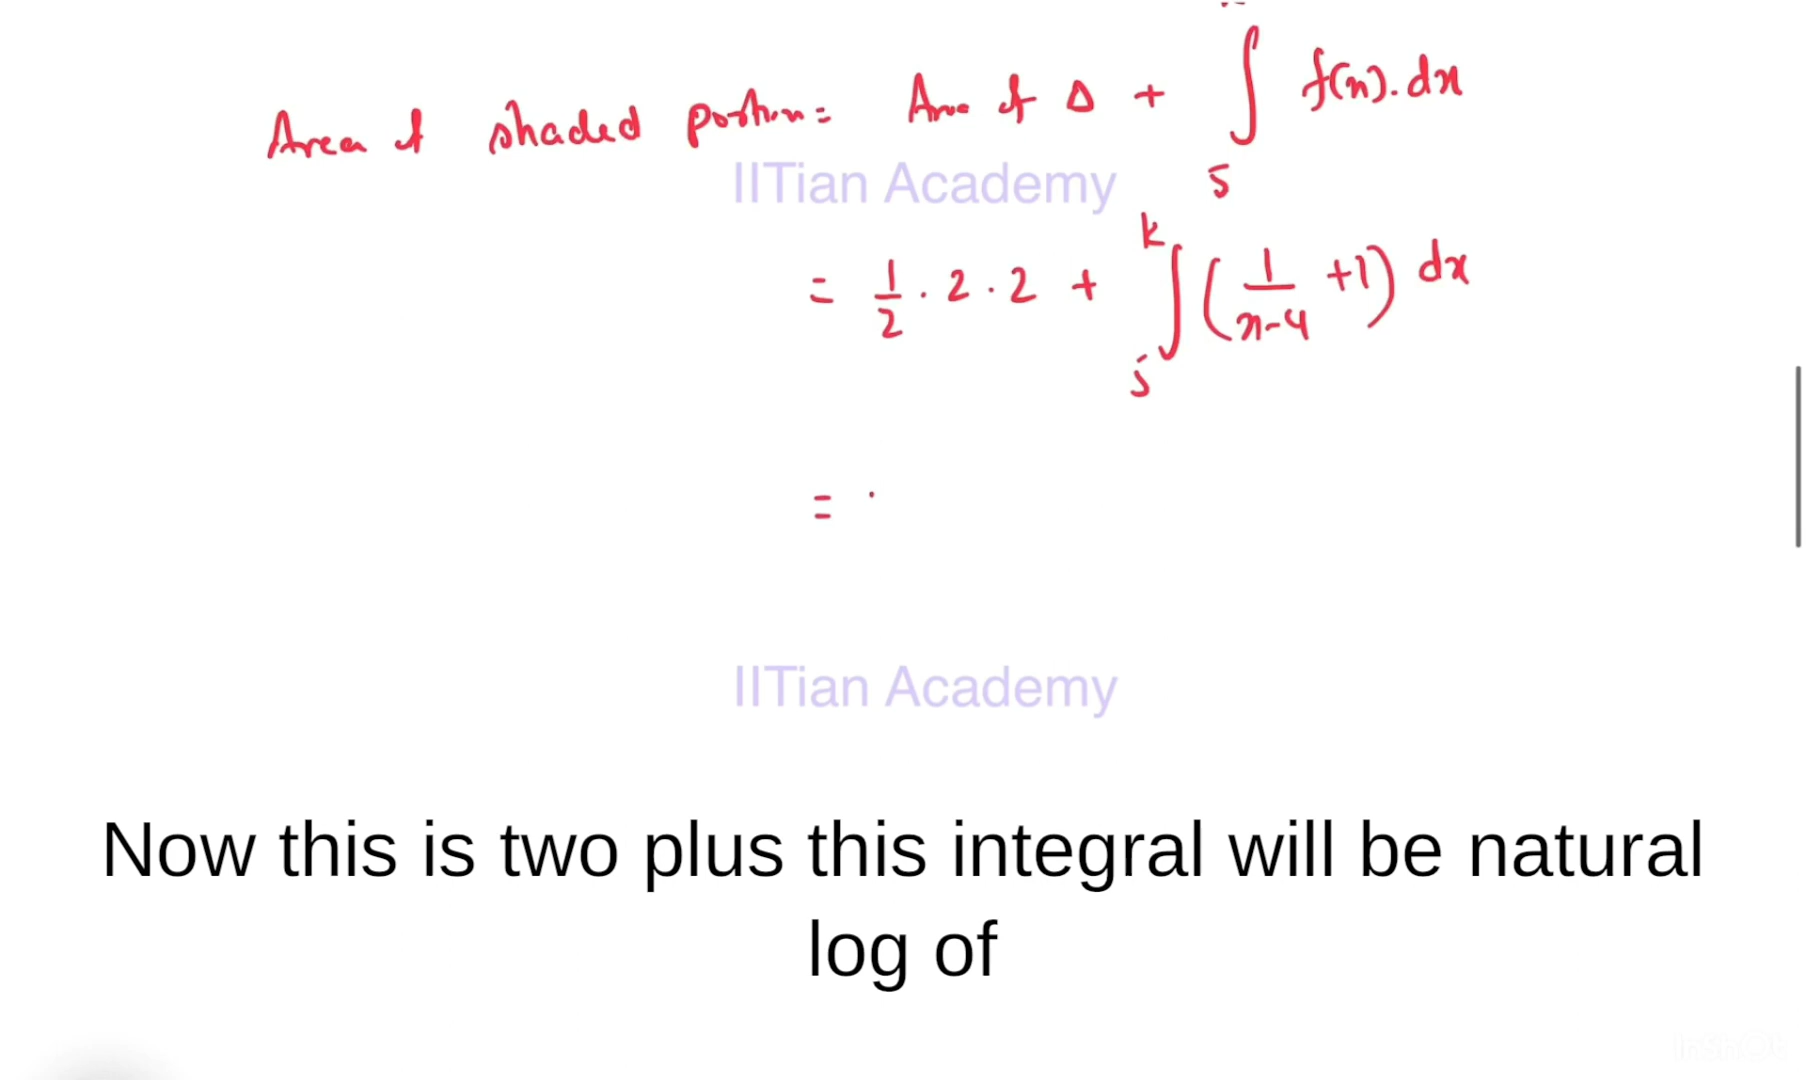 Area of shaded portion = Area of Δ + ∫ f(x).dx
5
IITian Academy
k
= 1/2 . 2 . 2 + ∫ (1/(x-4) +1) dx
5
= .
IITian Academy
Now this is two plus this integral will be natural
log of